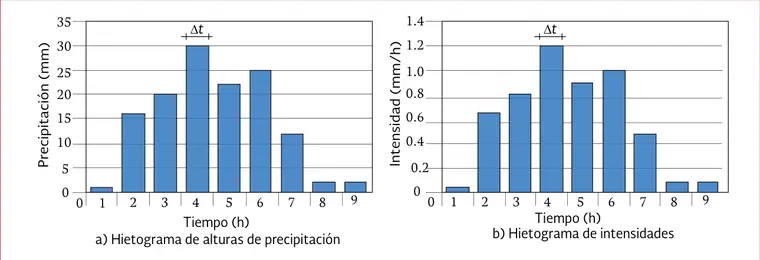 Precipitación (mm)
35
30
25
20
15
10
5
0
Δt
0 1 2 3 4 5 6 7 8 9
Tiempo (h)
a) Hietograma de alturas de precipitación
Intensidad (mm/h)
1.4
1.2
1.0
0.8
0.6
0.4
0.2
0
Δt
0 1 2 3 4 5 6 7 8 9
Tiempo (h)
b) Hietograma de intensidades